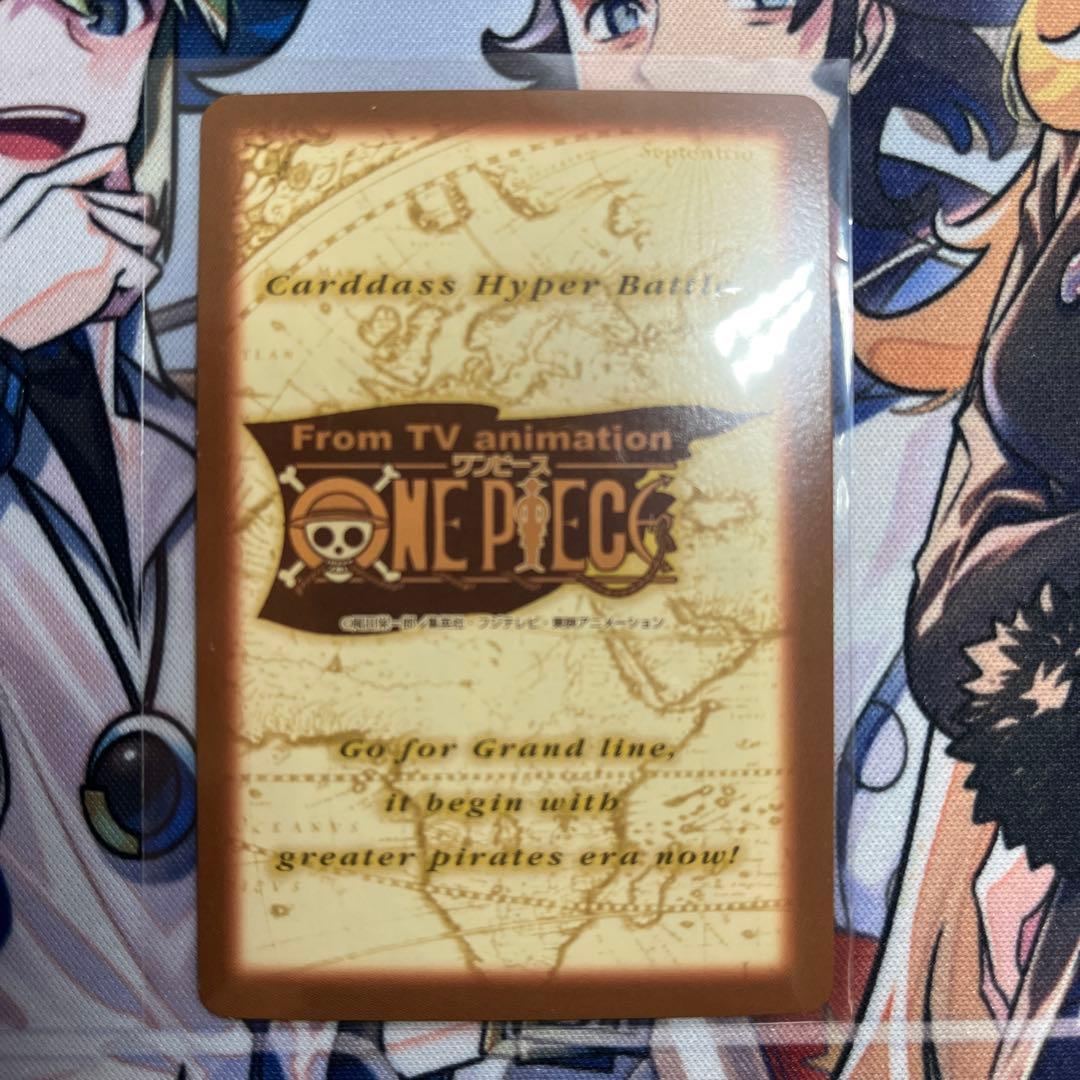 Septentrio
Carddass Hyper Battle
From TV animation
ワンピース
ONE PIECE
©尾田栄一郎/集英社・フジテレビ・東映アニメーション
Go for Grand line,
it begin with
greater pirates era now!